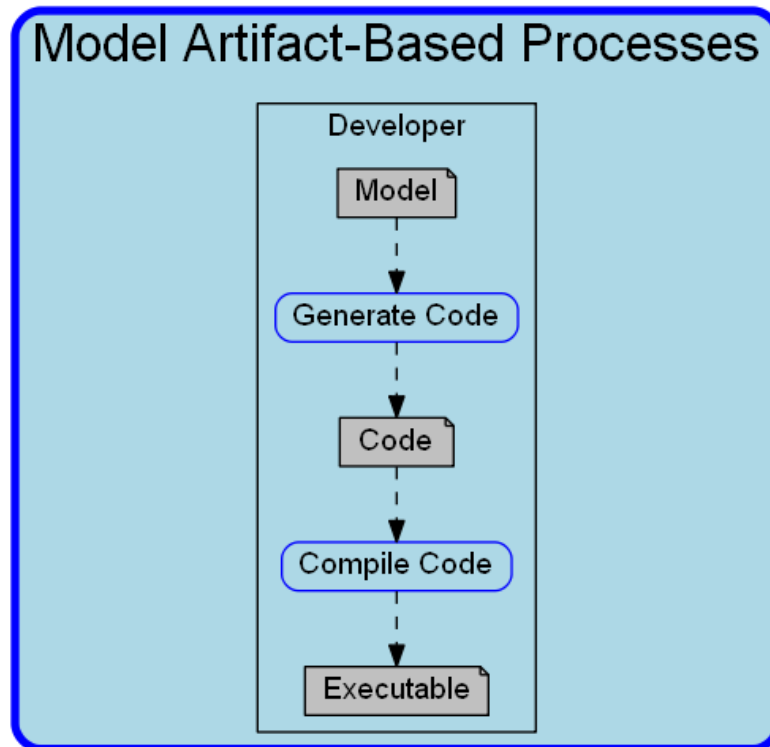 Model Artifact-Based Processes
Developer
Model
Generate Code
Code
Compile Code
Executable